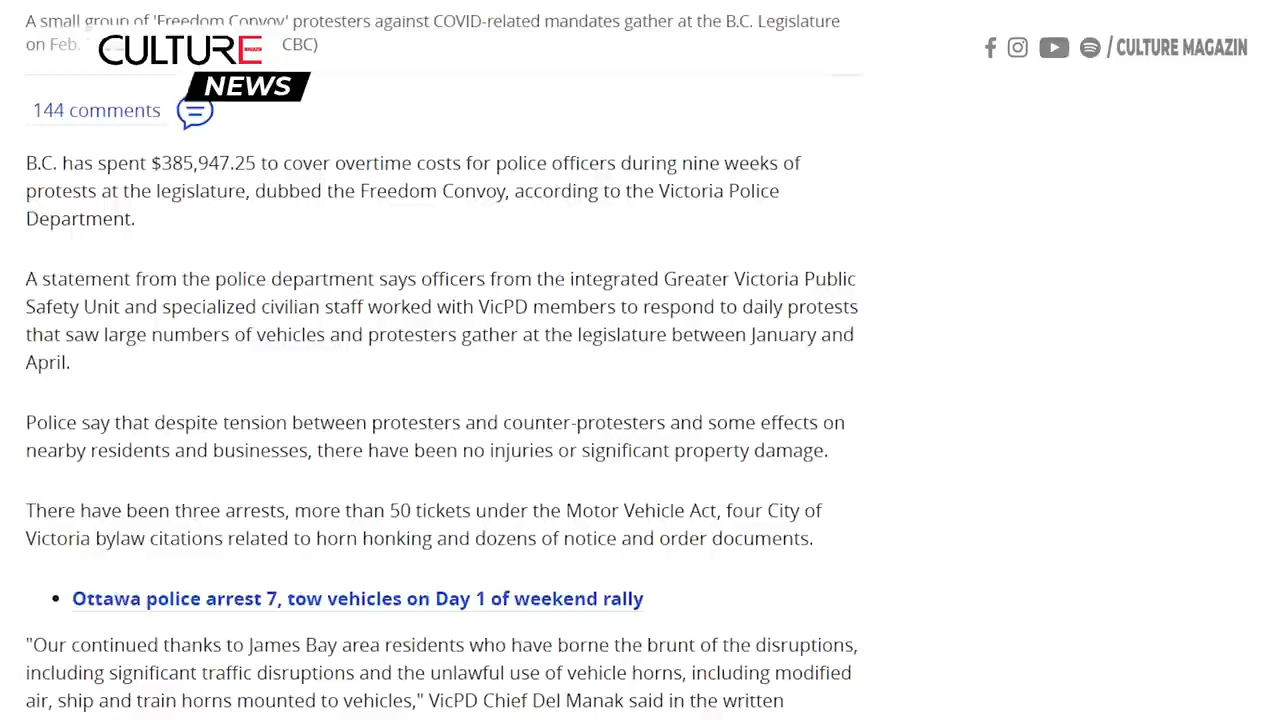 A small group of 'Freedom Convoy' protesters against COVID-related mandates gather at the B.C. Legislature
on Feb. CBC)
CULTURE
NEWS
/ CULTURE MAGAZIN
144 comments
B.C. has spent $385,947.25 to cover overtime costs for police officers during nine weeks of
protests at the legislature, dubbed the Freedom Convoy, according to the Victoria Police
Department.
A statement from the police department says officers from the integrated Greater Victoria Public
Safety Unit and specialized civilian staff worked with VicPD members to respond to daily protests
that saw large numbers of vehicles and protesters gather at the legislature between January and
April.
Police say that despite tension between protesters and counter-protesters and some effects on
nearby residents and businesses, there have been no injuries or significant property damage.
There have been three arrests, more than 50 tickets under the Motor Vehicle Act, four City of
Victoria bylaw citations related to horn honking and dozens of notice and order documents.
• Ottawa police arrest 7, tow vehicles on Day 1 of weekend rally
"Our continued thanks to James Bay area residents who have borne the brunt of the disruptions,
including significant traffic disruptions and the unlawful use of vehicle horns, including modified
air, ship and train horns mounted to vehicles," VicPD Chief Del Manak said in the written